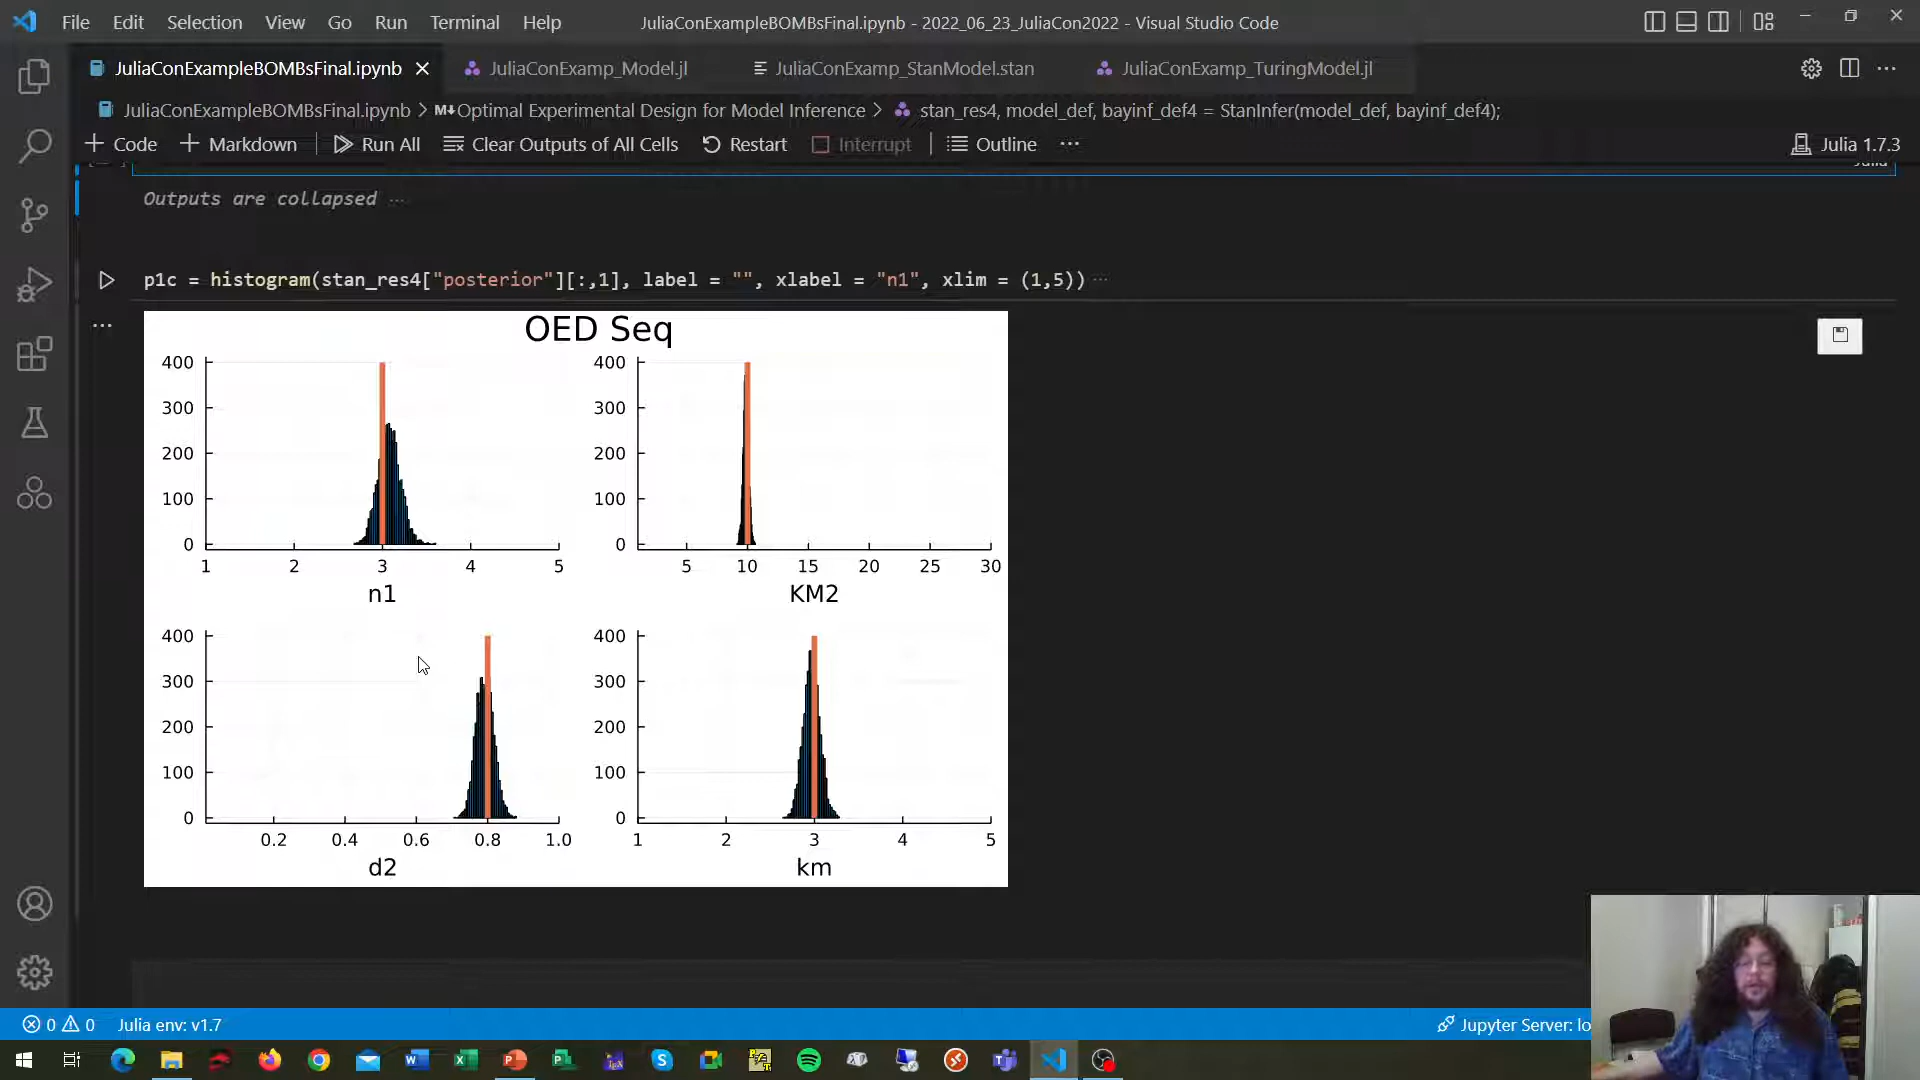 File Edit Selection View Go Run Terminal Help
JuliaConExampleBOMBsFinal.ipynb - 2022_06_23_JuliaCon2022 - Visual Studio Code
JuliaConExampleBOMBsFinal.ipynb
JuliaConExamp_Model.jl
JuliaConExamp_StanModel.stan
JuliaConExamp_TuringModel.jl
JuliaConExampleBOMBsFinal.ipynb > M↓Optimal Experimental Design for Model Inference > stan_res4, model_def, bayinf_def4 = StanInfer(model_def, bayinf_def4);
+ Code + Markdown Run All Clear Outputs of All Cells Restart Interrupt Outline ···
Julia 1.7.3
Outputs are collapsed ···
p1c = histogram(stan_res4["posterior"][:,1], label = "", xlabel = "n1", xlim = (1,5)) ···
OED Seq
400
300
200
100
0
1 2 3 4 5
n1
400
300
200
100
0
5 10 15 20 25 30
KM2
400
300
200
100
0
0.2 0.4 0.6 0.8 1.0
d2
400
300
200
100
0
1 2 3 4 5
km
0 0 Julia env: v1.7
Jupyter Server: lo